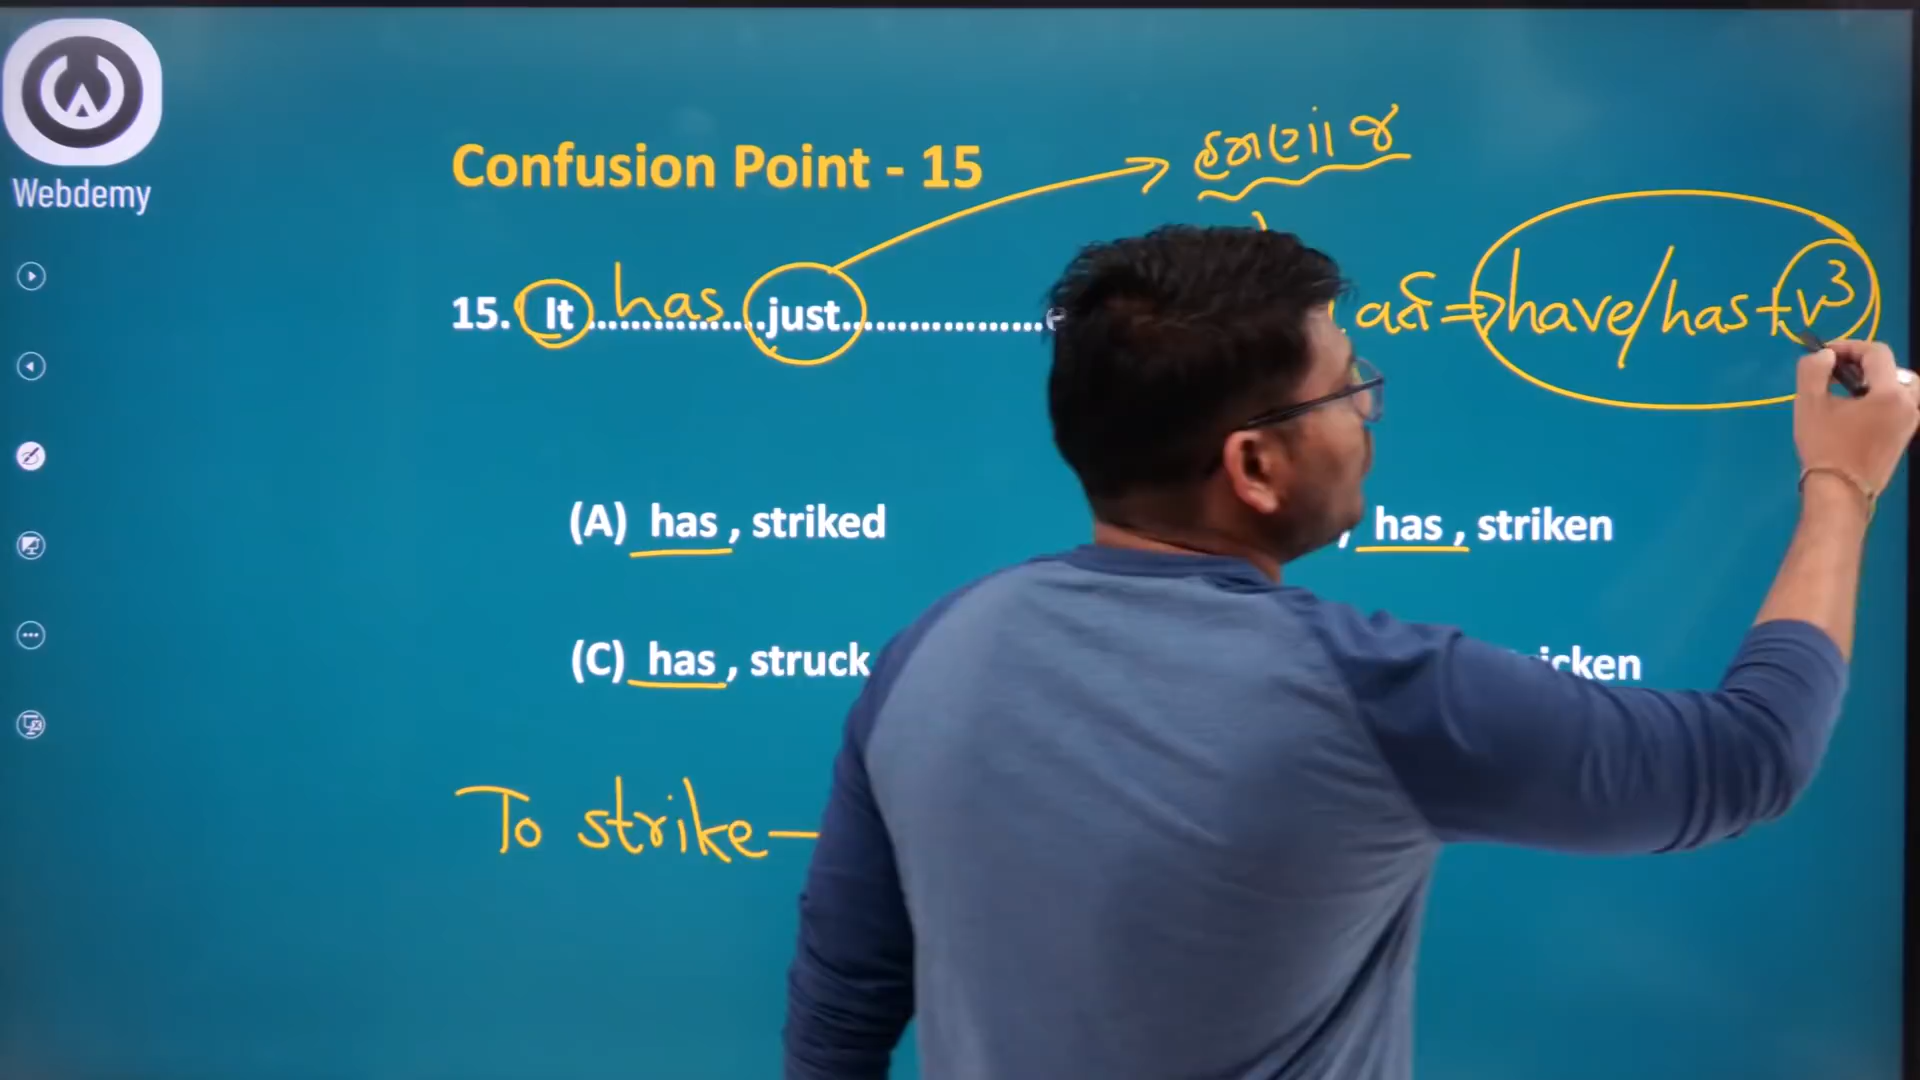 Webdemy
Confusion Point - 15
હમણાં જ
15. It ............... just ...............
has
have/has + v3
(A) has , striked
, has , striken
(C) has , struck
To strike —